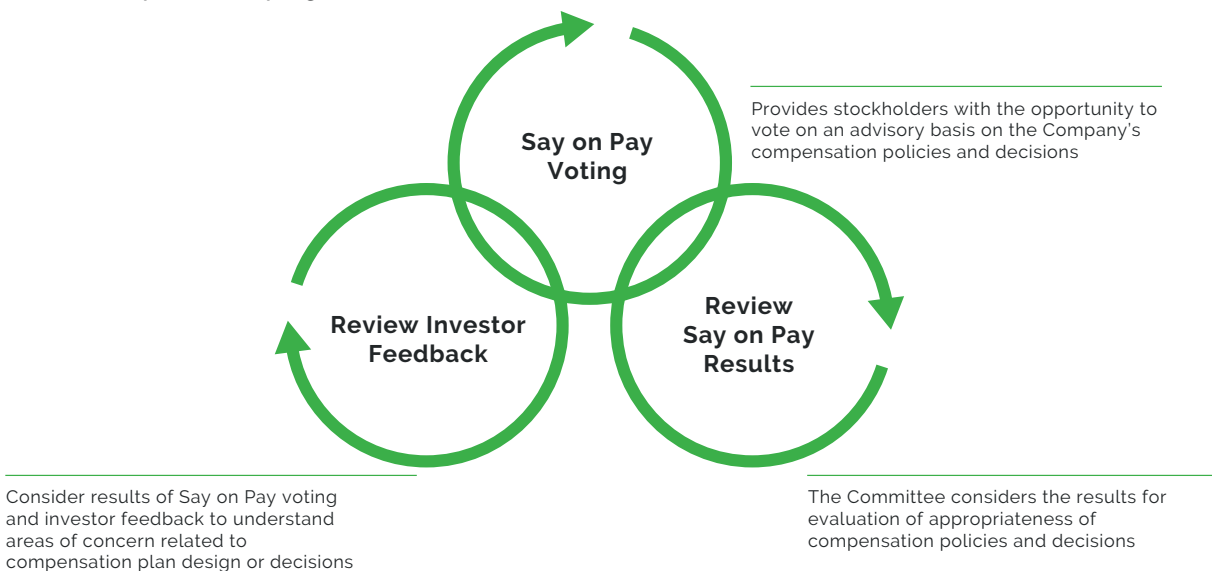 Say on Pay
Voting
Provides stockholders with the opportunity to
vote on an advisory basis on the Company's
compensation policies and decisions
Review Investor
Feedback
Review
Say on Pay
Results
Consider results of Say on Pay voting
and investor feedback to understand
areas of concern related to
compensation plan design or decisions
The Committee considers the results for
evaluation of appropriateness of
compensation policies and decisions